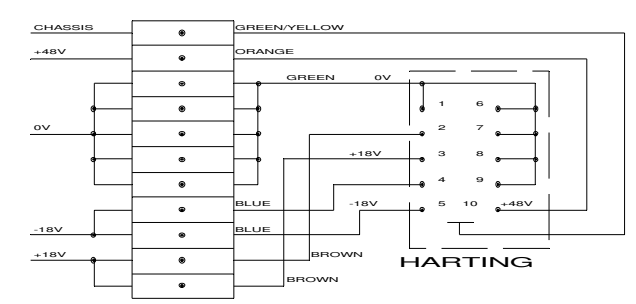 CHASSIS GREEN/YELLOW
+48V ORANGE
GREEN 0V
1 6
0V 2 7
+18V 3 8
4 9
BLUE -18V 5 10 +48V
-18V BLUE
+18V BROWN
HARTING
BROWN